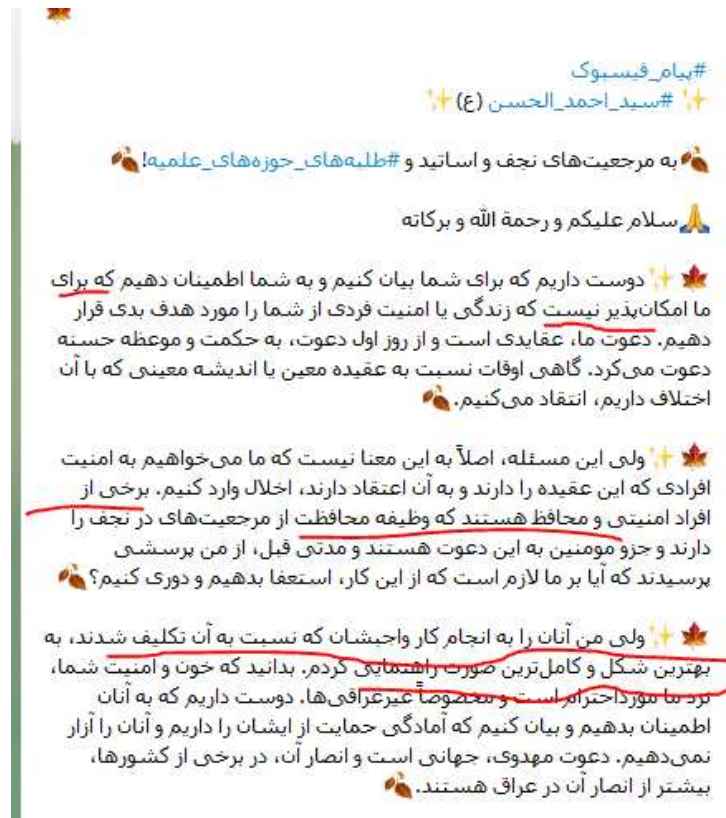 #پیام_فیسبوک
✨ #سید_احمد_الحسن (ع) ✨
🍂 به مرجعیت‌های نجف و اساتید و #طلبه‌های_حوزه‌های_علمیه! 🍂
🙏 سلام علیکم و رحمة الله و برکاته
🍁 ✨ دوست داریم که برای شما بیان کنیم و به شما اطمینان دهیم که برای
ما امکان‌پذیر نیست که زندگی یا امنیت فردی از شما را مورد هدف بدی قرار
دهیم. دعوت ما، عقایدی است و از روز اول دعوت، به حکمت و موعظه حسنه
دعوت می‌کرد. گاهی اوقات نسبت به عقیده معین یا اندیشه معینی که با آن
اختلاف داریم، انتقاد می‌کنیم. 🍂
🍁 ✨ ولی این مسئله، اصلاً به این معنا نیست که ما می‌خواهیم به امنیت
افرادی که این عقیده را دارند و به آن اعتقاد دارند، اخلال وارد کنیم. برخی از
افراد امنیتی و محافظ هستند که وظیفه محافظت از مرجعیت‌های در نجف را
دارند و جزو مومنین به این دعوت هستند و مدتی قبل، از من پرسشی
پرسیدند که آیا بر ما لازم است که از این کار، استعفا بدهیم و دوری کنیم؟ 🍂
🍁 ✨ ولی من آنان را به انجام کار واجبشان که نسبت به آن تکلیف شدند، به
بهترین شکل و کامل‌ترین صورت راهنمایی کردم. بدانید که خون و امنیت شما،
نزد ما مورداحترام است و مخصوصاً غیرعراقی‌ها. دوست داریم که به آنان
اطمینان بدهیم و بیان کنیم که آمادگی حمایت از ایشان را داریم و آنان را آزار
نمی‌دهیم. دعوت مهدوی، جهانی است و انصار آن، در برخی از کشورها،
بیشتر از انصار آن در عراق هستند. 🍂